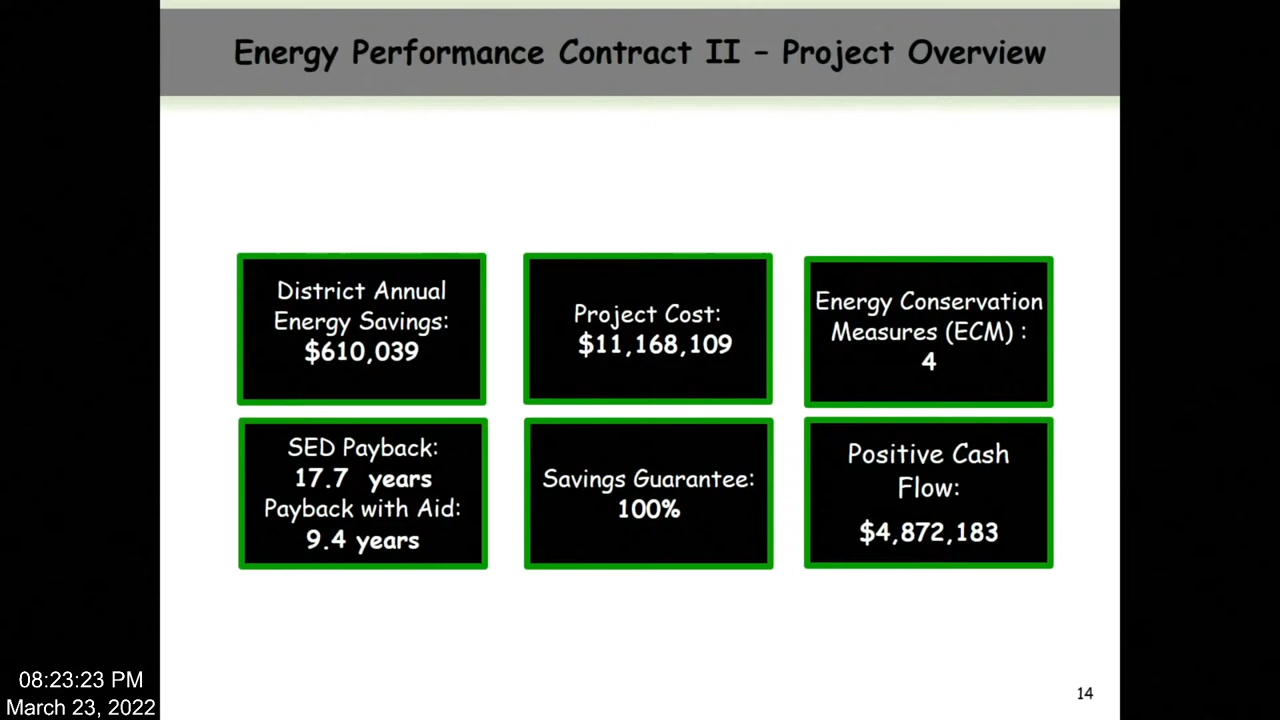 Energy Performance Contract II – Project Overview
District Annual
Energy Savings:
$610,039
Project Cost:
$11,168,109
Energy Conservation
Measures (ECM) :
4
SED Payback:
17.7 years
Payback with Aid:
9.4 years
Savings Guarantee:
100%
Positive Cash
Flow:
$4,872,183
08:23:23 PM
March 23, 2022
14